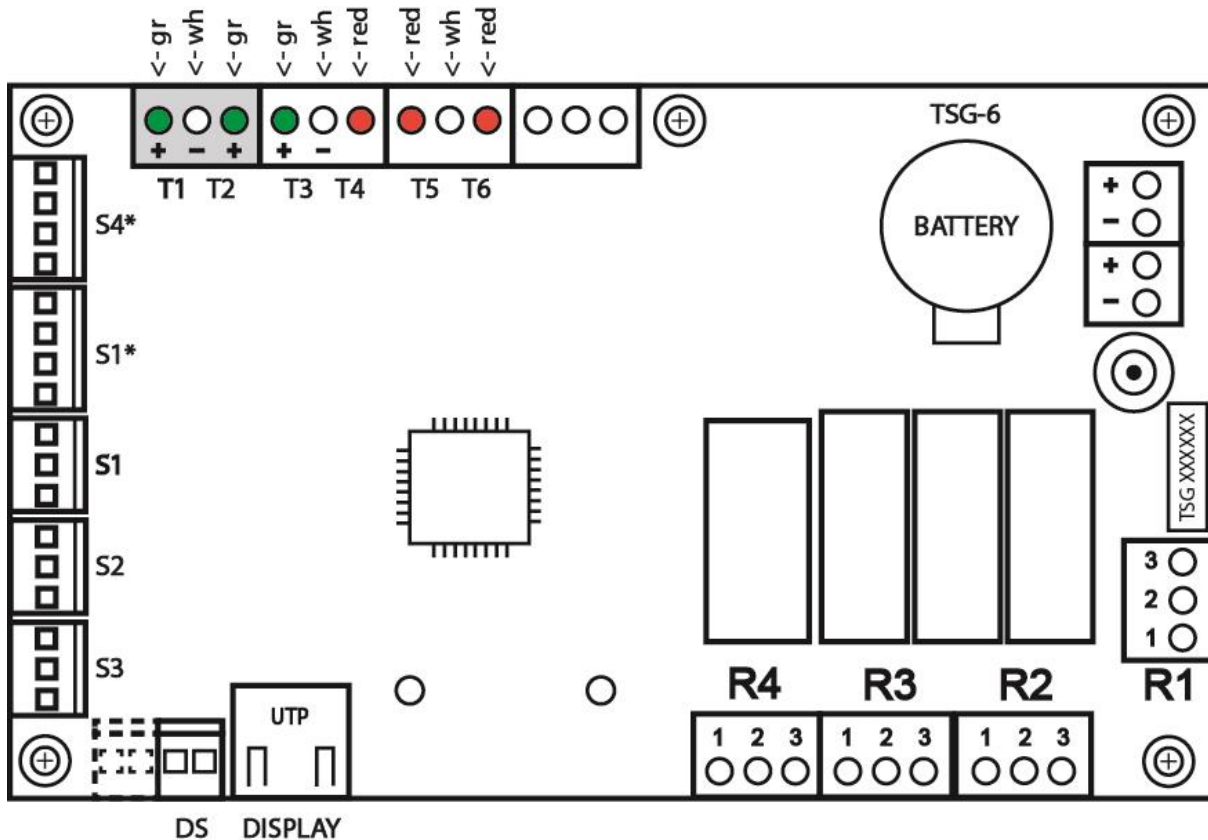 <-gr <-wh <-gr <-gr <-wh <-red <-red <-wh <-red
TSG-6
+ - + + -
T1 T2 T3 T4 T5 T6
S4*
BATTERY
+
-
+
-
S1*
S1
TSG XXXXXX
S2
3
2
1
S3
R4 R3 R2 R1
UTP
1 2 3 1 2 3 1 2 3
DS DISPLAY